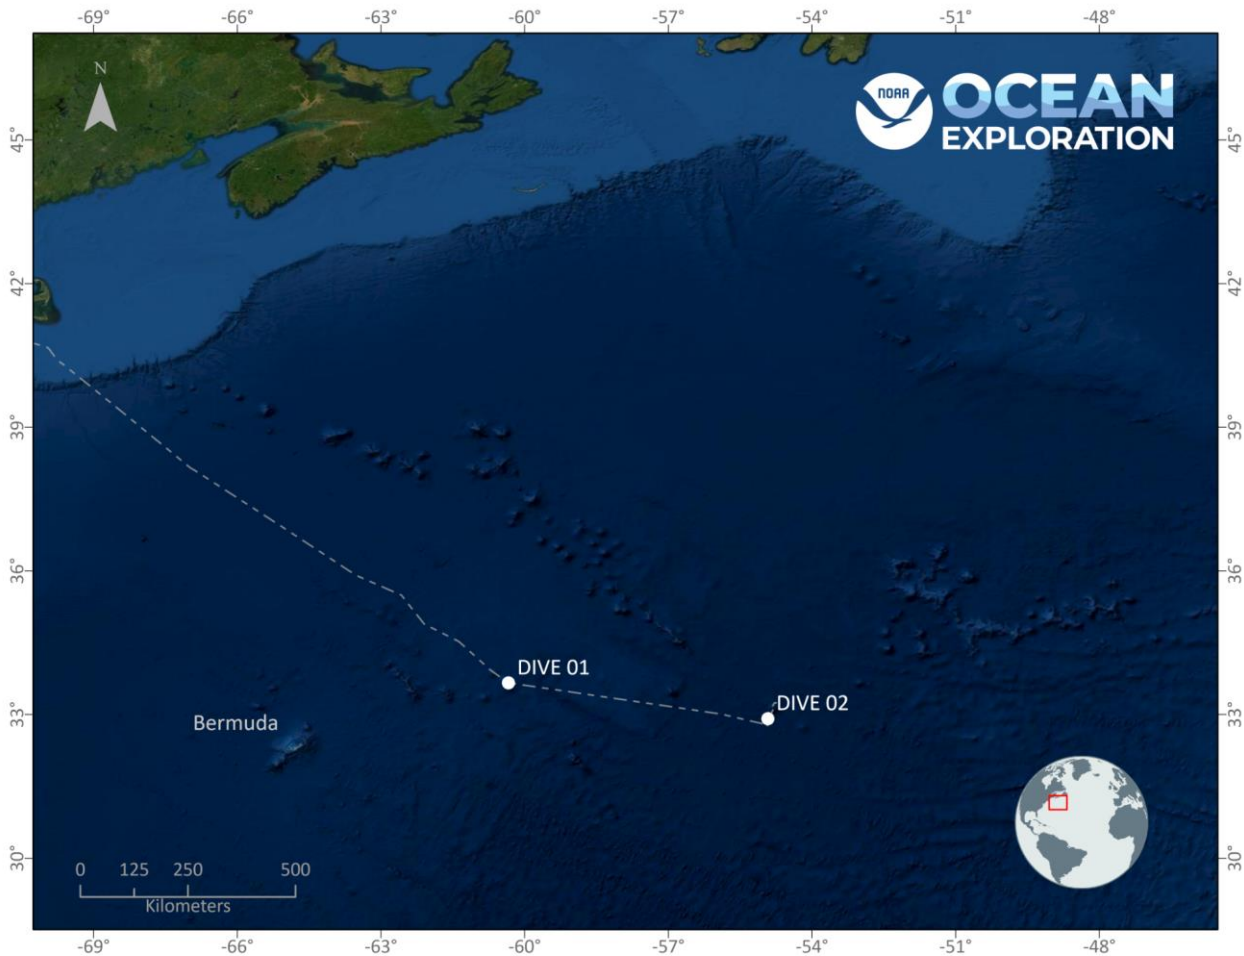 -69° -66° -63° -60° -57° -54° -51° -48°
N
NOAA
OCEAN
EXPLORATION
45° 45°
42° 42°
39° 39°
36° 36°
DIVE 01
DIVE 02
33° 33°
Bermuda
30° 30°
0 125 250 500
Kilometers
-69° -66° -63° -60° -57° -54° -51° -48°